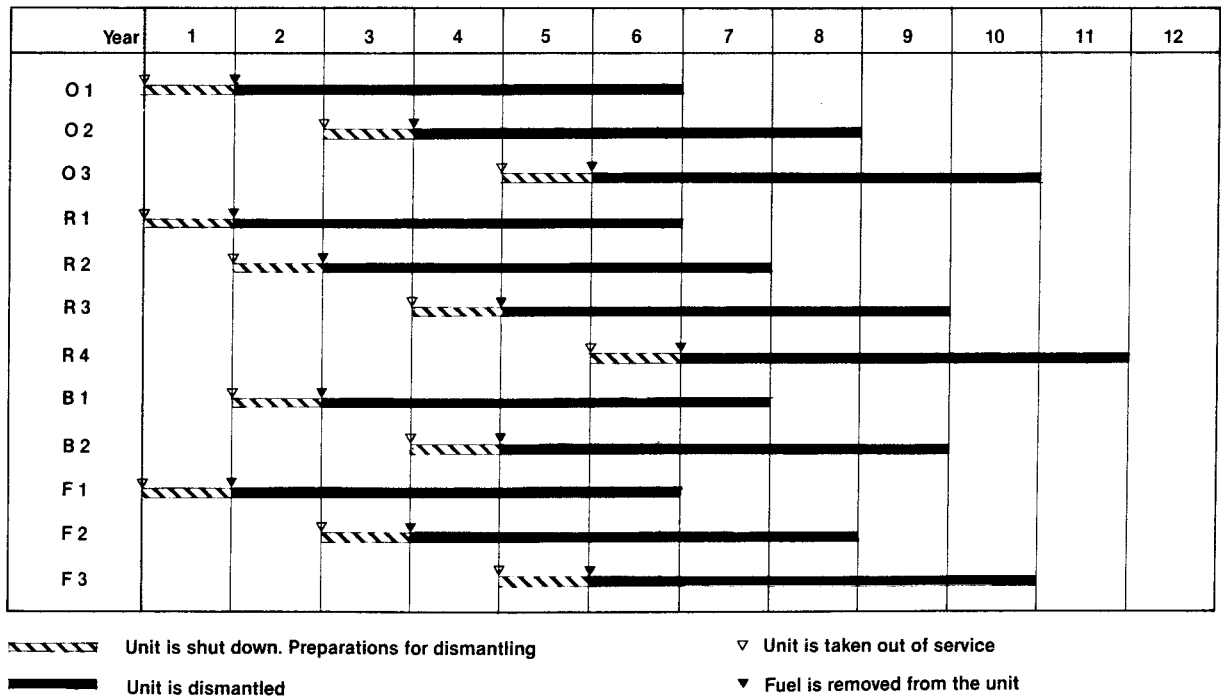 Year 1 2 3 4 5 6 7 8 9 10 11 12
O 1
O 2
O 3
R 1
R 2
R 3
R 4
B 1
B 2
F 1
F 2
F 3
Unit is shut down. Preparations for dismantling
Unit is taken out of service
Unit is dismantled
Fuel is removed from the unit